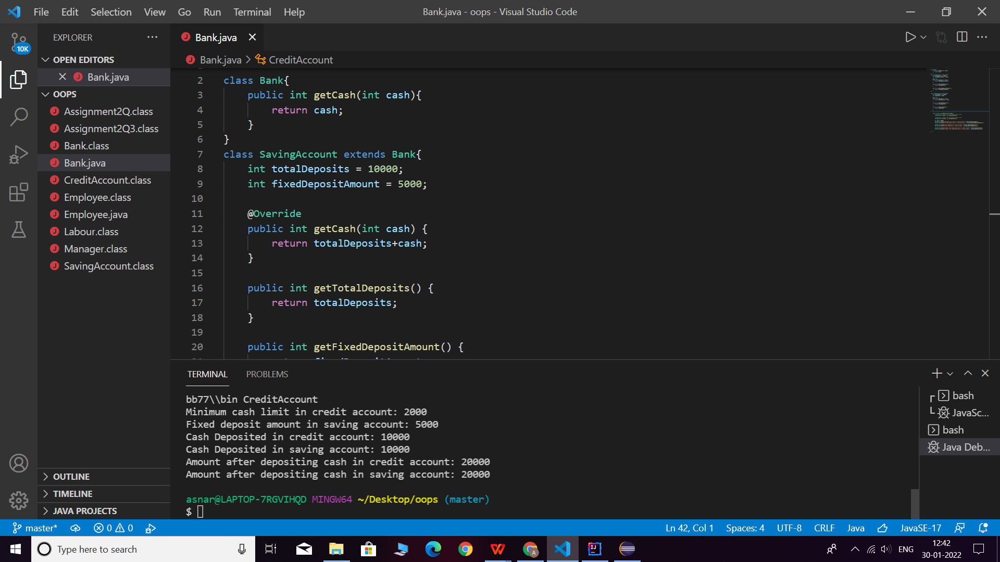 File Edit Selection View Go Run Terminal Help
Bank.java - oops - Visual Studio Code
10K
EXPLORER
OPEN EDITORS
Bank.java
OOPS
Assignment2Q.class
Assignment2Q3.class
Bank.class
Bank.java
CreditAccount.class
Employee.class
Employee.java
Labour.class
Manager.class
SavingAccount.class
OUTLINE
TIMELINE
JAVA PROJECTS
Bank.java
Bank.java > CreditAccount
2 class Bank{
3 public int getCash(int cash){
4 return cash;
5 }
6 }
7 class SavingAccount extends Bank{
8 int totalDeposits = 10000;
9 int fixedDepositAmount = 5000;
10
11 @Override
12 public int getCash(int cash) {
13 return totalDeposits+cash;
14 }
15
16 public int getTotalDeposits() {
17 return totalDeposits;
18 }
19
20 public int getFixedDepositAmount() {
TERMINAL PROBLEMS
bb77\\bin CreditAccount
Minimum cash limit in credit account: 2000
Fixed deposit amount in saving account: 5000
Cash Deposited in credit account: 10000
Cash Deposited in saving account: 10000
Amount after depositing cash in credit account: 20000
Amount after depositing cash in saving account: 20000
asnar@LAPTOP-7RGVIHQD MINGW64 ~/Desktop/oops (master)
$
bash
JavaSc...
bash
Java Deb...
master* 0 0
Ln 42, Col 1 Spaces: 4 UTF-8 CRLF Java JavaSE-17
Type here to search
ENG
12:42
30-01-2022